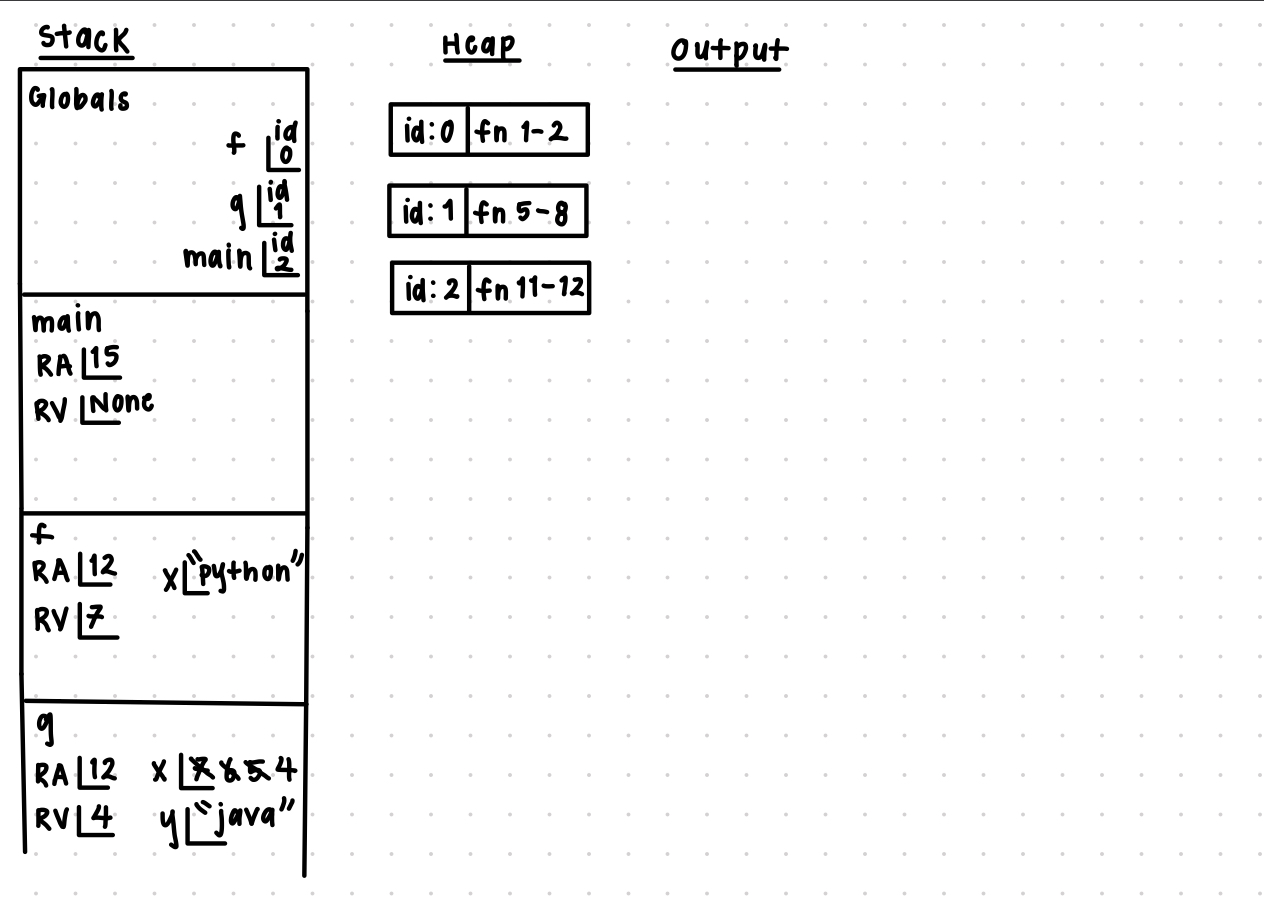 Stack
Heap
Output
Globals
f id 0
g id 1
main id 2
id:0 fn 1-2
id:1 fn 5-8
id:2 fn 11-12
main
RA 15
RV None
f
RA 12 x "python"
RV 7
g
RA 12 x 7 6 5 4
RV 4 y "java"